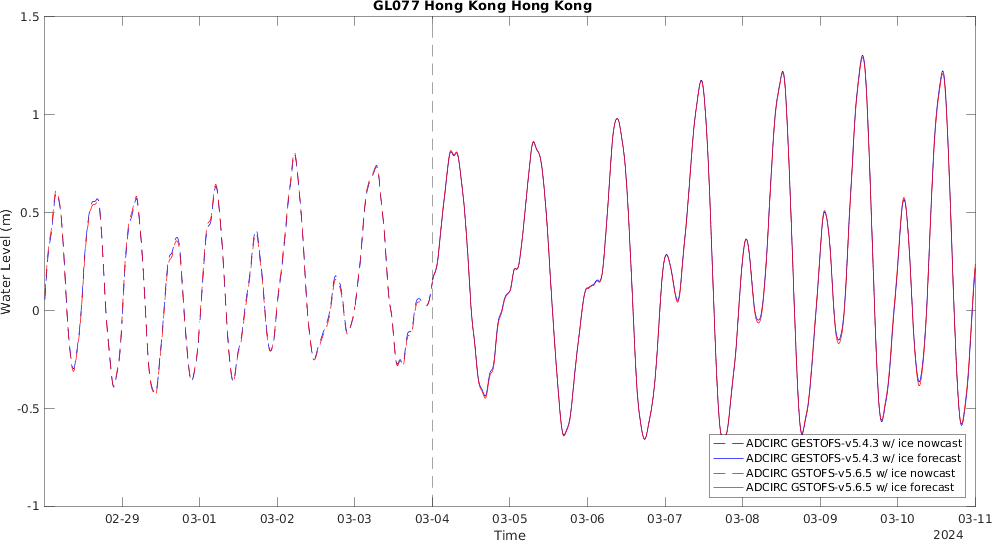 GL077 Hong Kong Hong Kong
1.5
1
0.5
0
-0.5
-1
Water Level (m)
02-29
03-01
03-02
03-03
03-04
03-05
03-06
03-07
03-08
03-09
03-10
03-11
Time
2024
ADCIRC GESTOFS-v5.4.3 w/ ice nowcast
ADCIRC GESTOFS-v5.4.3 w/ ice forecast
ADCIRC GSTOFS-v5.6.5 w/ ice nowcast
ADCIRC GSTOFS-v5.6.5 w/ ice forecast